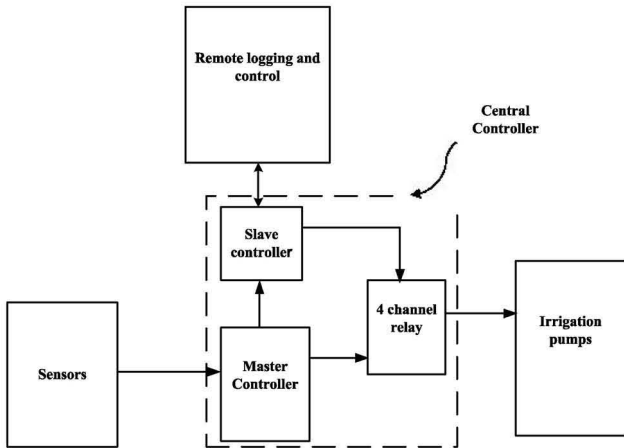 Remote logging and
control
Central
Controller
Slave
controller
4 channel
relay
Irrigation
pumps
Sensors
Master
Controller